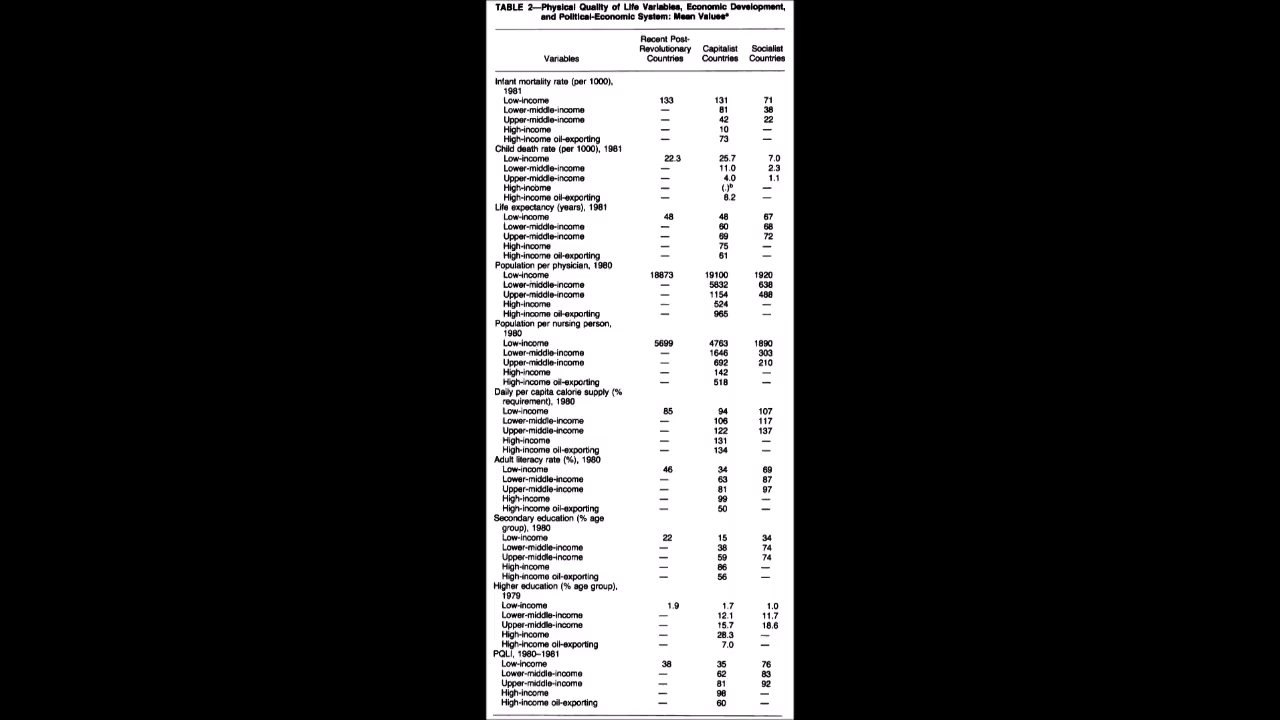 TABLE 2—Physical Quality of Life Variables, Economic Development,
and Political-Economic System: Mean Valuesª
Recent Post-
Revolutionary Capitalist Socialist
Variables Countries Countries Countries
Infant mortality rate (per 1000),
1981
Low-income 133 131 71
Lower-middle-income — 81 38
Upper-middle-income — 42 22
High-income — 10 —
High-income oil-exporting — 73 —
Child death rate (per 1000), 1981
Low-income 22.3 25.7 7.0
Lower-middle-income — 11.0 2.3
Upper-middle-income — 4.0 1.1
High-income — (.)ᵇ —
High-income oil-exporting — 6.2 —
Life expectancy (years), 1981
Low-income 48 48 67
Lower-middle-income — 60 68
Upper-middle-income — 69 72
High-income — 75 —
High-income oil-exporting — 61 —
Population per physician, 1980
Low-income 18873 19100 1920
Lower-middle-income — 5832 638
Upper-middle-income — 1154 488
High-income — 524 —
High-income oil-exporting — 965 —
Population per nursing person,
1980
Low-income 5699 4763 1890
Lower-middle-income — 1646 303
Upper-middle-income — 692 210
High-income — 142 —
High-income oil-exporting — 518 —
Daily per capita calorie supply (%
requirement), 1980
Low-income 85 94 107
Lower-middle-income — 106 117
Upper-middle-income — 122 137
High-income — 131 —
High-income oil-exporting — 134 —
Adult literacy rate (%), 1980
Low-income 46 34 69
Lower-middle-income — 63 87
Upper-middle-income — 81 97
High-income — 99 —
High-income oil-exporting — 50 —
Secondary education (% age
group), 1980
Low-income 22 15 34
Lower-middle-income — 38 74
Upper-middle-income — 59 74
High-income — 86 —
High-income oil-exporting — 56 —
Higher education (% age group),
1979
Low-income 1.9 1.7 1.0
Lower-middle-income — 12.1 11.7
Upper-middle-income — 15.7 18.6
High-income — 28.3 —
High-income oil-exporting — 7.0 —
PQLI, 1980–1981
Low-income 38 35 76
Lower-middle-income — 62 83
Upper-middle-income — 81 92
High-income — 98 —
High-income oil-exporting — 60 —